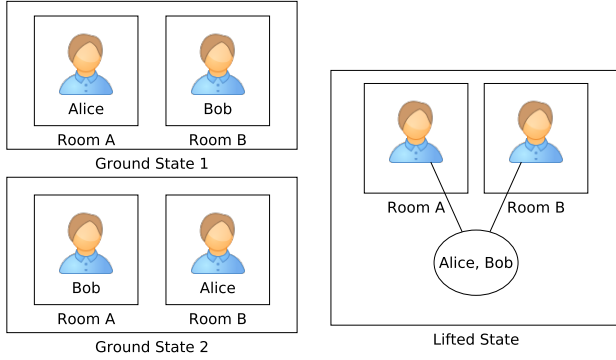 Alice
Bob
Room A
Room B
Ground State 1
Bob
Alice
Room A
Room B
Ground State 2
Room A
Room B
Alice, Bob
Lifted State